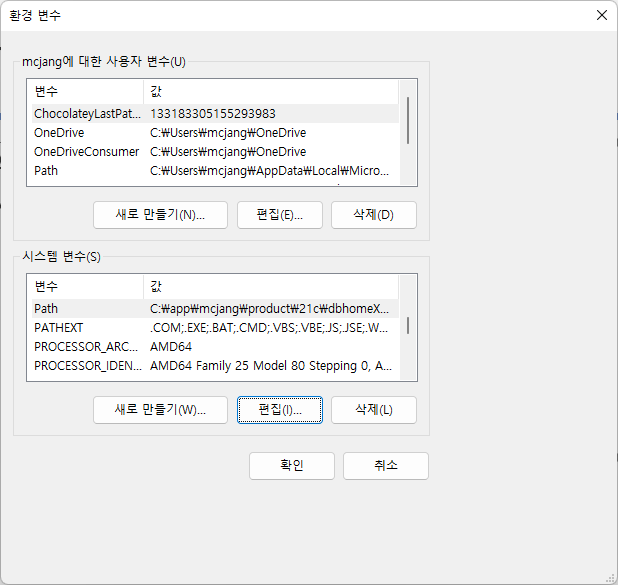 환경 변수
mcjang에 대한 사용자 변수(U)
변수 값
ChocolateyLastPat... 133183305155293983
OneDrive C:₩Users₩mcjang₩OneDrive
OneDriveConsumer C:₩Users₩mcjang₩OneDrive
Path C:₩Users₩mcjang₩AppData₩Local₩Micro...
새로 만들기(N)... 편집(E)... 삭제(D)
시스템 변수(S)
변수 값
Path C:₩app₩mcjang₩product₩21c₩dbhomeX...
PATHEXT .COM;.EXE;.BAT;.CMD;.VBS;.VBE;.JS;.JSE;.W...
PROCESSOR_ARC... AMD64
PROCESSOR_IDEN... AMD64 Family 25 Model 80 Stepping 0, A...
새로 만들기(W)... 편집(I)... 삭제(L)
확인 취소